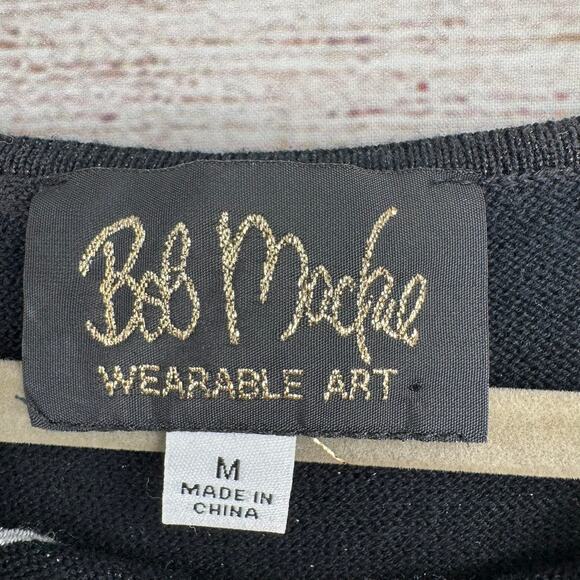 Bob Mackie
WEARABLE ART
M
MADE IN
CHINA